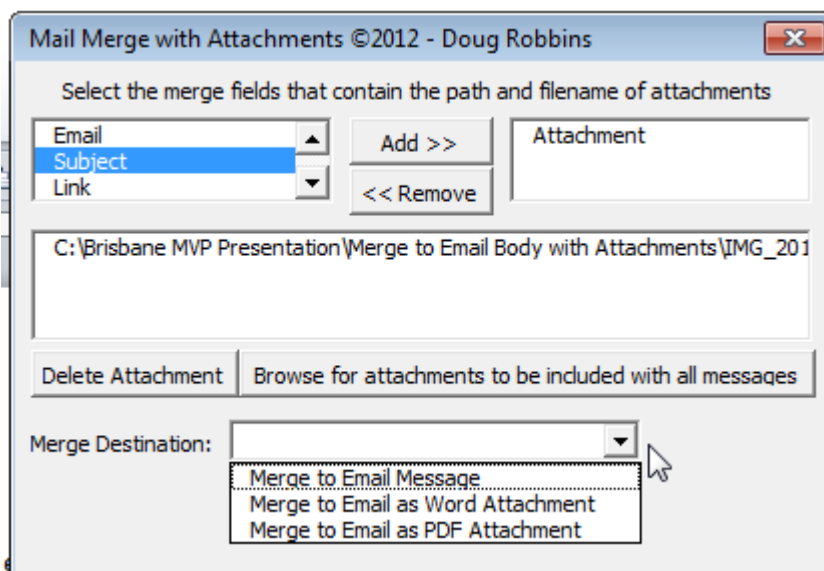 Mail Merge with Attachments ©2012 - Doug Robbins
Select the merge fields that contain the path and filename of attachments
Email
Subject
Link
Add >>
<< Remove
Attachment
C:\Brisbane MVP Presentation\Merge to Email Body with Attachments\IMG_201
Delete Attachment
Browse for attachments to be included with all messages
Merge Destination:
Merge to Email Message
Merge to Email as Word Attachment
Merge to Email as PDF Attachment